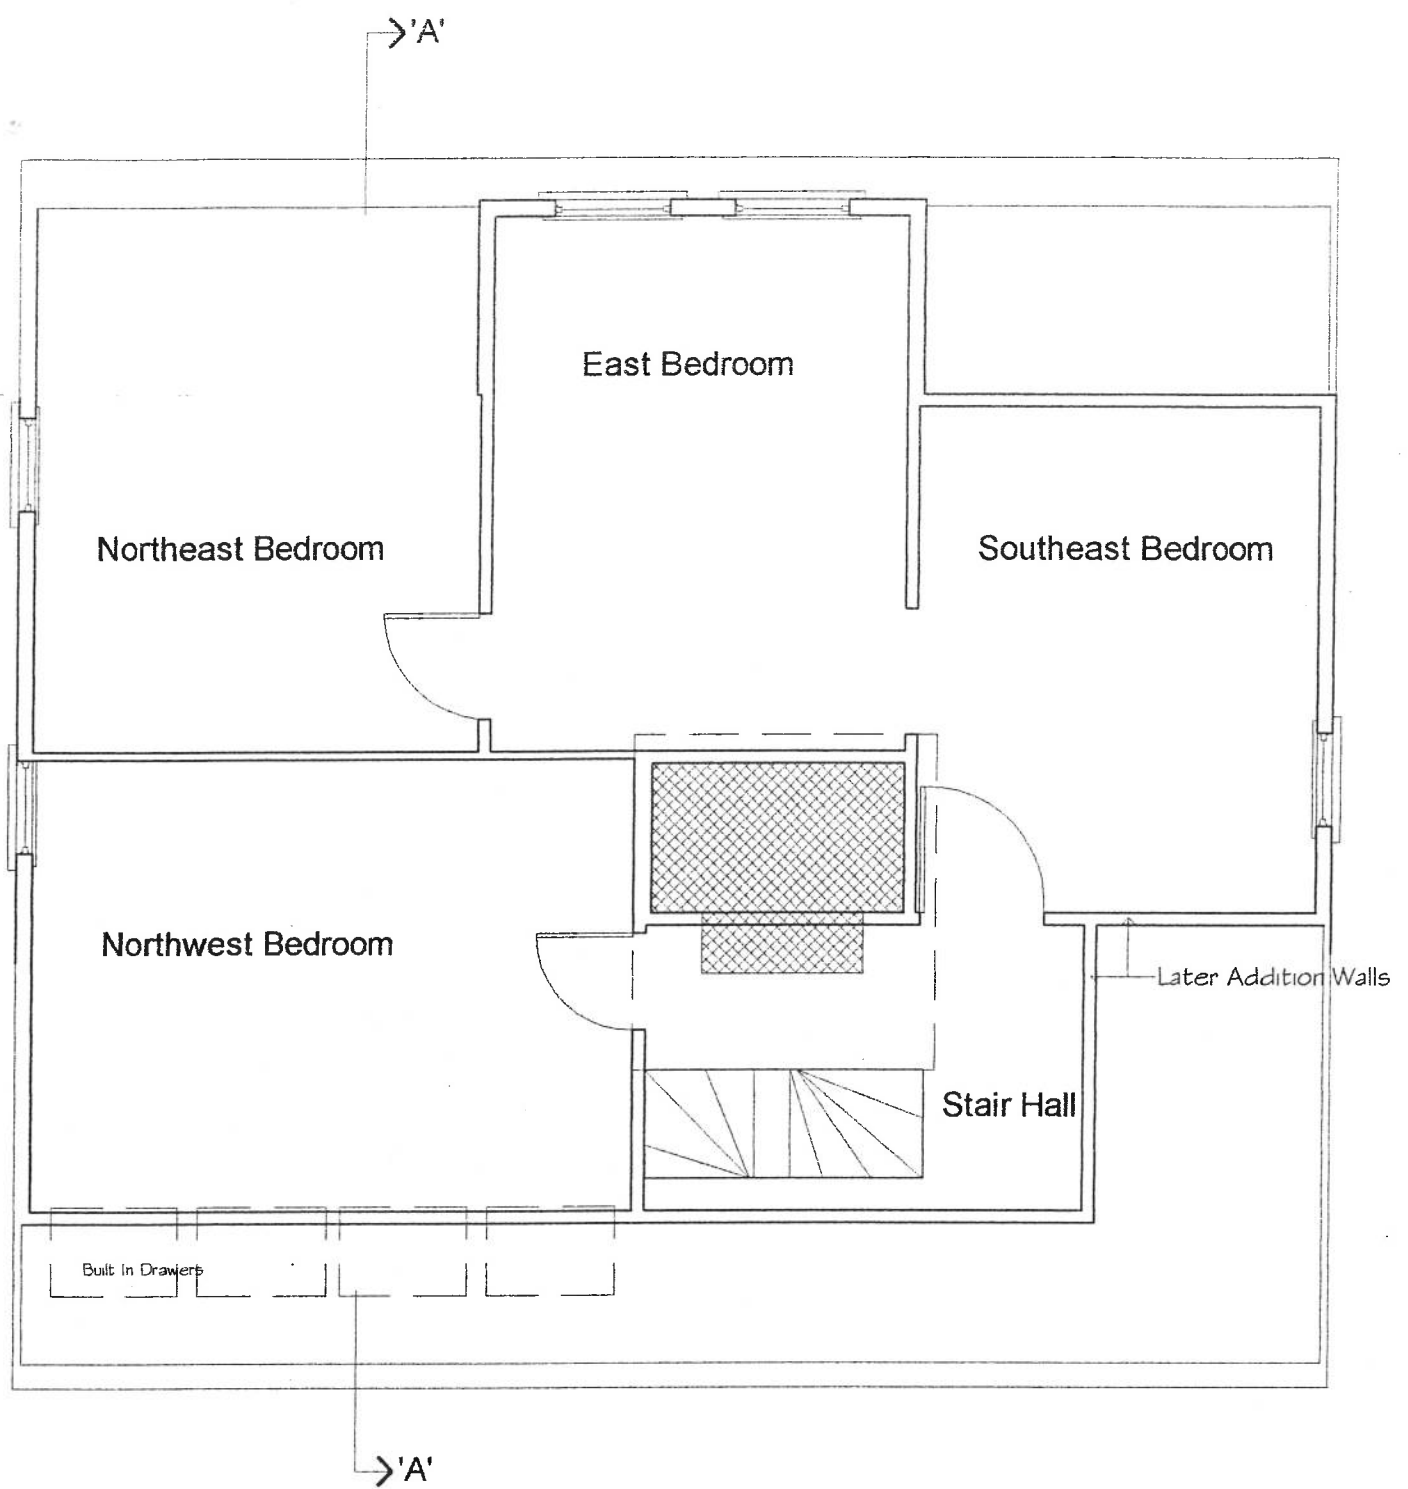 'A'
East Bedroom
Northeast Bedroom
Southeast Bedroom
Northwest Bedroom
Later Addition Walls
Stair Hall
Built In Drawers
'A'